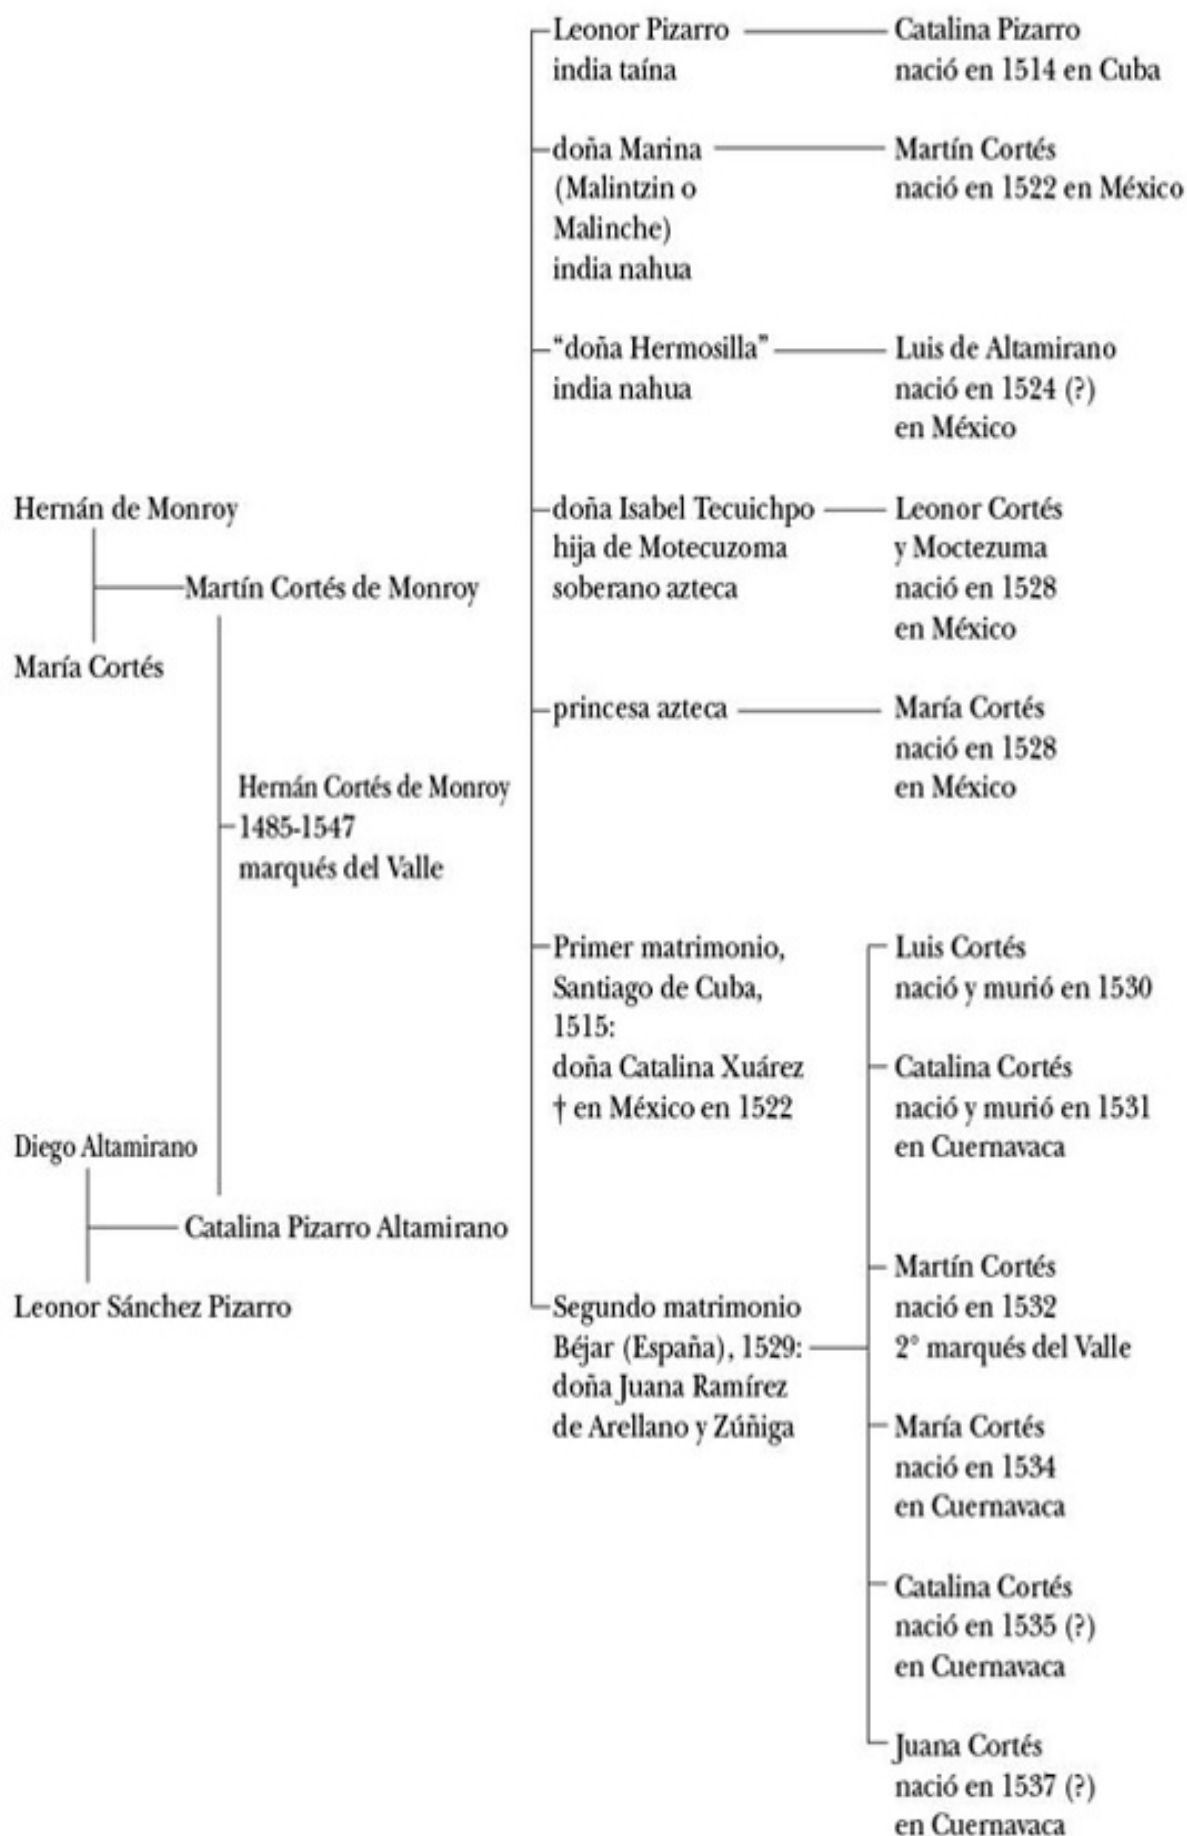 Hernán de Monroy
María Cortés
Martín Cortés de Monroy
Hernán Cortés de Monroy
1485-1547
marqués del Valle
Diego Altamirano
Leonor Sánchez Pizarro
Catalina Pizarro Altamirano
Leonor Pizarro
india taína
Catalina Pizarro
nació en 1514 en Cuba
doña Marina
(Malintzin o
Malinche)
india nahua
Martín Cortés
nació en 1522 en México
“doña Hermosilla”
india nahua
Luis de Altamirano
nació en 1524 (?)
en México
doña Isabel Tecuichpo
hija de Motecuzoma
soberano azteca
Leonor Cortés
y Moctezuma
nació en 1528
en México
princesa azteca
María Cortés
nació en 1528
en México
Primer matrimonio,
Santiago de Cuba,
1515:
doña Catalina Xuárez
† en México en 1522
Segundo matrimonio
Béjar (España), 1529:
doña Juana Ramírez
de Arellano y Zúñiga
Luis Cortés
nació y murió en 1530
Catalina Cortés
nació y murió en 1531
en Cuernavaca
Martín Cortés
nació en 1532
2° marqués del Valle
María Cortés
nació en 1534
en Cuernavaca
Catalina Cortés
nació en 1535 (?)
en Cuernavaca
Juana Cortés
nació en 1537 (?)
en Cuernavaca